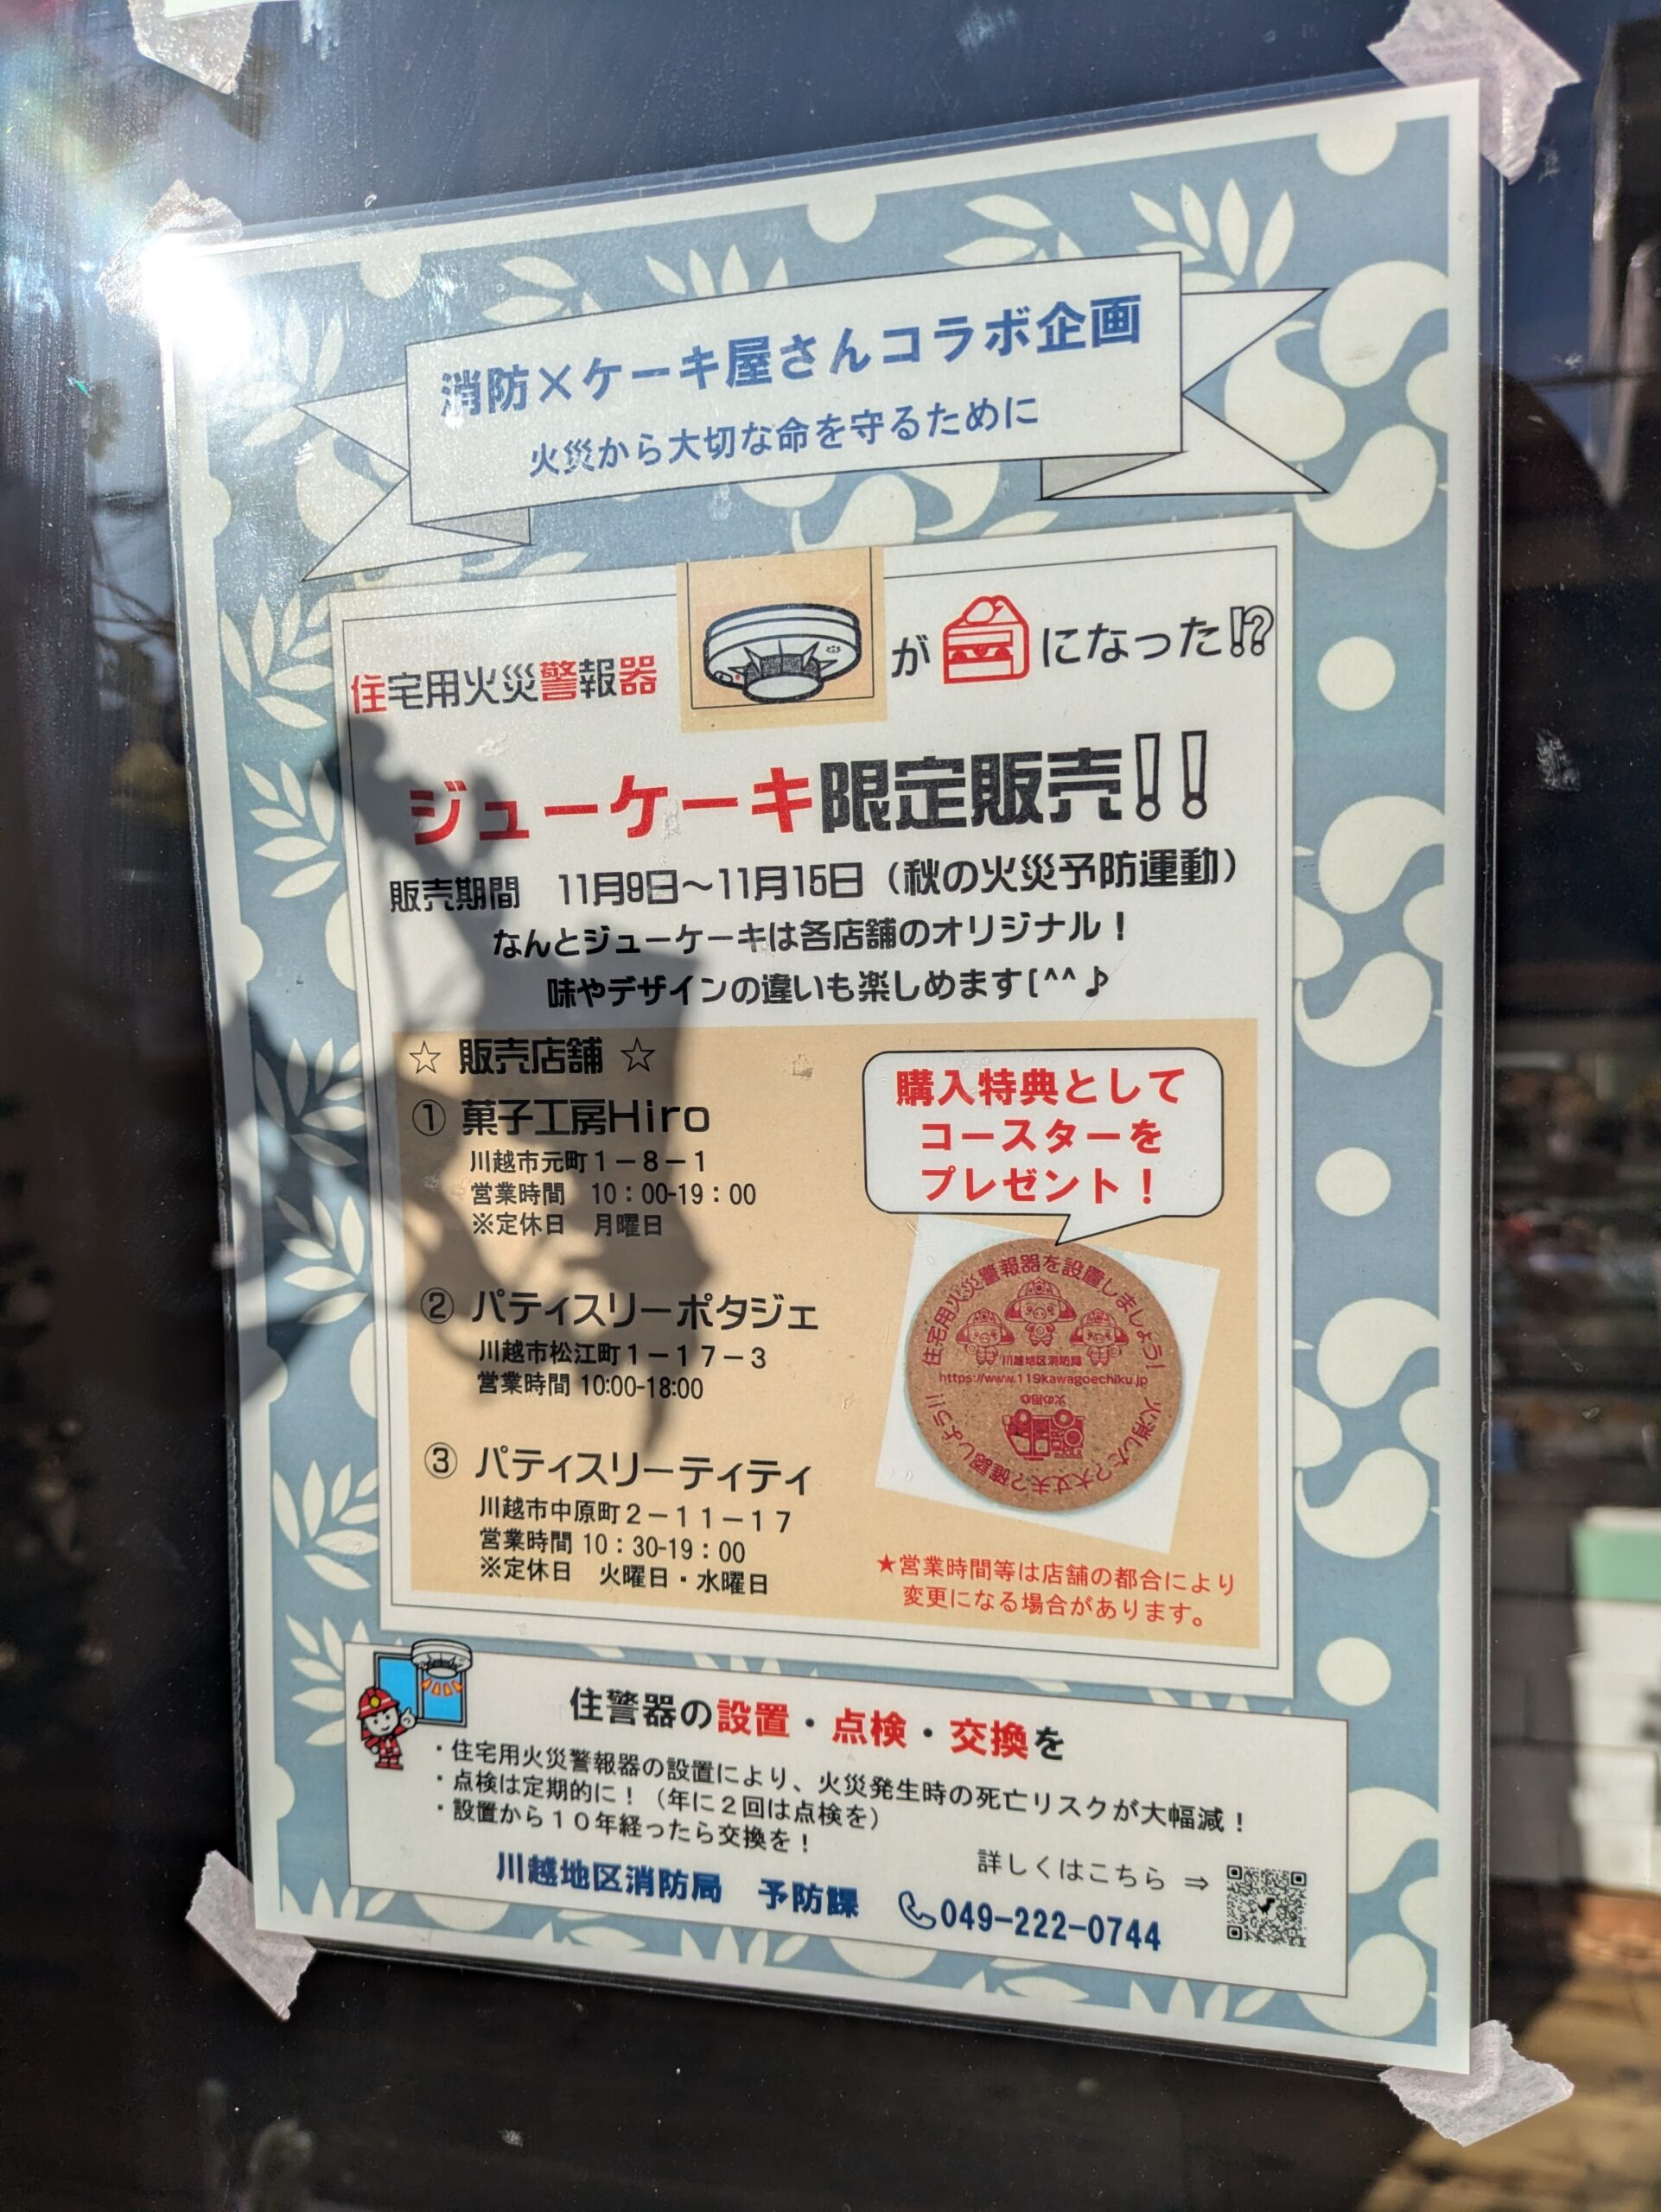 消防×ケーキ屋さんコラボ企画
火災から大切な命を守るために
住宅用火災警報器 が になった!?
ジューケーキ限定販売!!
販売期間 11月9日～11月15日（秋の火災予防運動）
なんとジューケーキは各店舗のオリジナル！
味やデザインの違いも楽しめます(^^♪
☆ 販売店舗 ☆
① 菓子工房Hiro
川越市元町１－８－１
営業時間 10：00-19：00
※定休日 月曜日
② パティスリーポタジェ
川越市松江町１－１７－３
営業時間 10:00-18:00
③ パティスリーティテイ
川越市中原町２－１１－１７
営業時間 10：30-19：00
※定休日 火曜日・水曜日
購入特典として
コースターを
プレゼント！
住宅用火災警報器を設置しましょう！
川越地区消防局
https://www.119kawagoechiku.jp
火の用心
火消した？大丈夫？確認しよう!!
★営業時間等は店舗の都合により
変更になる場合があります。
住警器の設置・点検・交換を
・住宅用火災警報器の設置により、火災発生時の死亡リスクが大幅減！
・点検は定期的に！（年に２回は点検を）
・設置から１０年経ったら交換を！
詳しくはこちら ⇒
川越地区消防局 予防課 049-222-0744